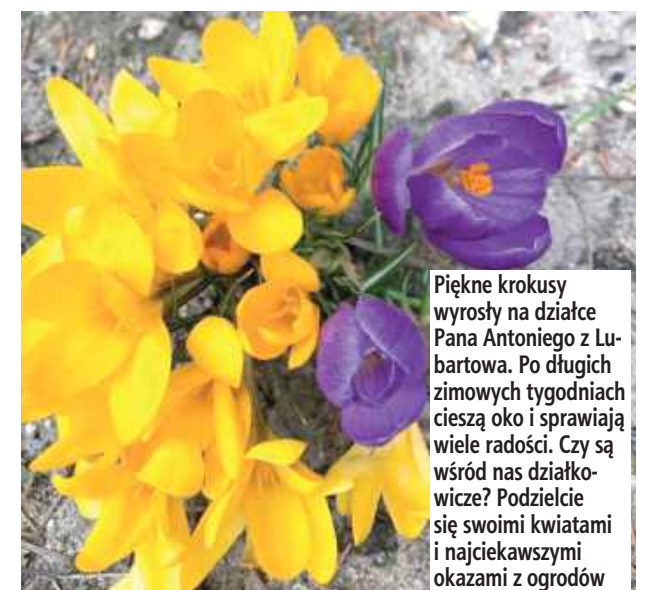 Piękne krokusy
wyrosły na działce
Pana Antoniego z Lu-
bartowa. Po długich
zimowych tygodniach
cieszą oko i sprawiają
wiele radości. Czy są
wśród nas działko-
wicze? Podzielcie
się swoimi kwiatami
i najciekawszymi
okazami z ogrodów